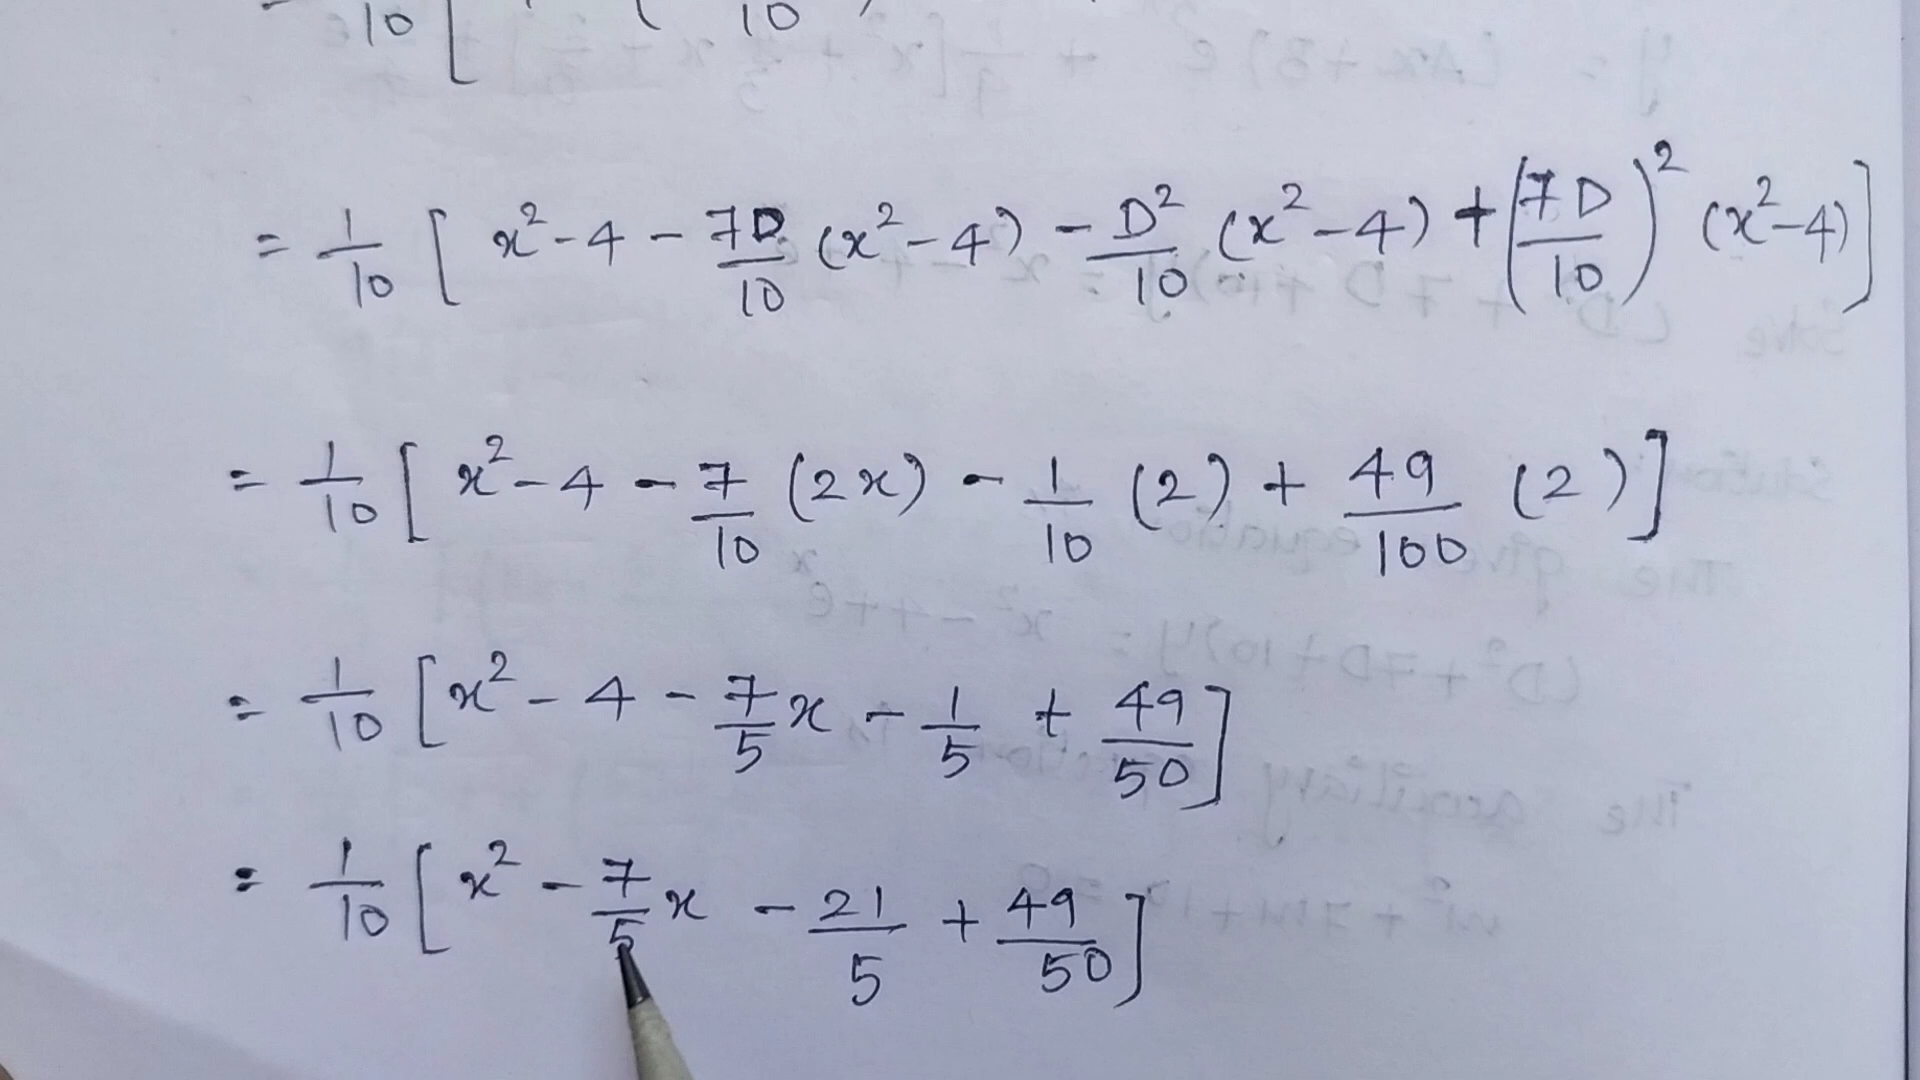 10 [ ( 10
= 1/10 [ x² - 4 - 7D/10 (x² - 4) - D²/10 (x² - 4) + (7D/10)² (x² - 4) ]
= 1/10 [ x² - 4 - 7/10 (2x) - 1/10 (2) + 49/100 (2) ]
= 1/10 [ x² - 4 - 7/5 x - 1/5 + 49/50 ]
= 1/10 [ x² - 7/5 x - 21/5 + 49/50 ]